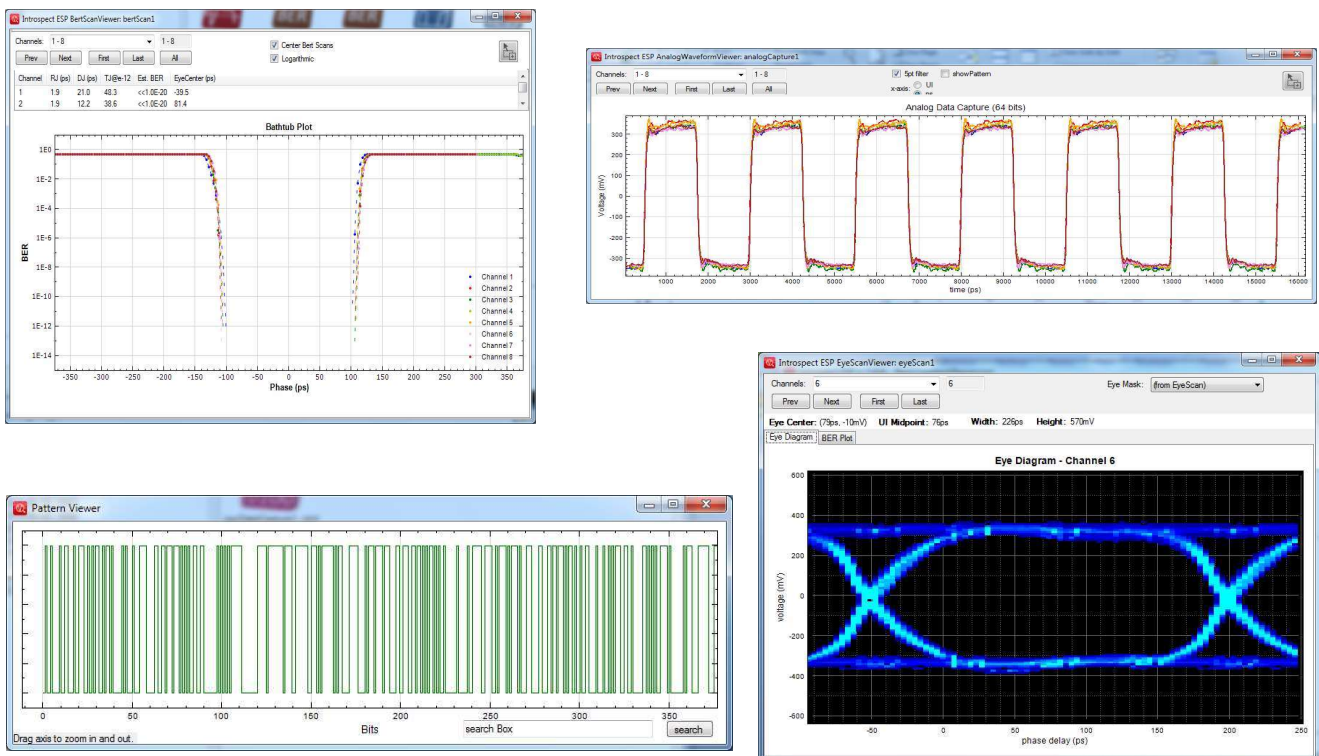 Introspect ESP BertScanViewer: bertScan1
Channels: 1 - 8 1 - 8
Center Bert Scans
Logarithmic
Prev Next First Last All
Channel RJ (ps) DJ (ps) TJ@e-12 Est. BER EyeCenter (ps)
1 1.9 21.0 48.3 <<1.0E-20 -39.5
2 1.9 12.2 38.6 <<1.0E-20 81.4
Bathtub Plot
1E0
1E-2
1E-4
1E-6
1E-8
1E-10
1E-12
1E-14
BER
Channel 1
Channel 2
Channel 3
Channel 4
Channel 5
Channel 6
Channel 7
Channel 8
-350 -300 -250 -200 -150 -100 -50 0 50 100 150 200 250 300 350
Phase (ps)
Introspect ESP AnalogWaveformViewer: analogCapture1
Channels: 1 - 8 1 - 8
5pt filter showPattern
Prev Next First Last All
x-axis: UI
ps
Analog Data Capture (64 bits)
300
200
100
0
-100
-200
-300
Voltage (mV)
1000 2000 3000 4000 5000 6000 7000 8000 9000 10000 11000 12000 13000 14000 15000 16000
time (ps)
Introspect ESP EyeScanViewer: eyeScan1
Channels: 6 6
Eye Mask: (from EyeScan)
Prev Next First Last
Eye Center: (79ps, -10mV) UI Midpoint: 76ps Width: 226ps Height: 570mV
Eye Diagram BER Plot
Eye Diagram - Channel 6
600
400
200
0
-200
-400
-600
voltage (mV)
-50 0 50 100 150 200 250
phase delay (ps)
Pattern Viewer
0 50 100 150 200 250 300 350
Bits
search Box search
Drag axis to zoom in and out.